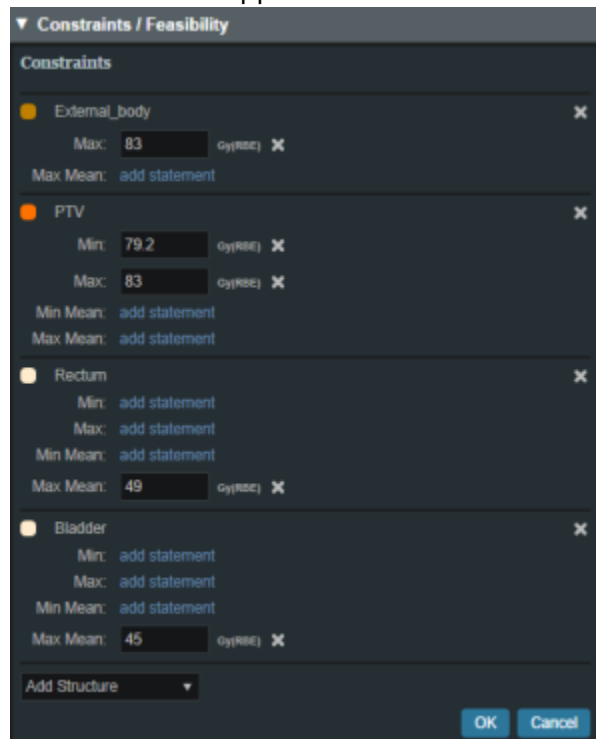 Constraints / Feasibility
Constraints
External_body
Max: 83 Gy(RBE)
Max Mean: add statement
PTV
Min: 79.2 Gy(RBE)
Max: 83 Gy(RBE)
Min Mean: add statement
Max Mean: add statement
Rectum
Min: add statement
Max: add statement
Min Mean: add statement
Max Mean: 49 Gy(RBE)
Bladder
Min: add statement
Max: add statement
Min Mean: add statement
Max Mean: 45 Gy(RBE)
Add Structure
OK Cancel